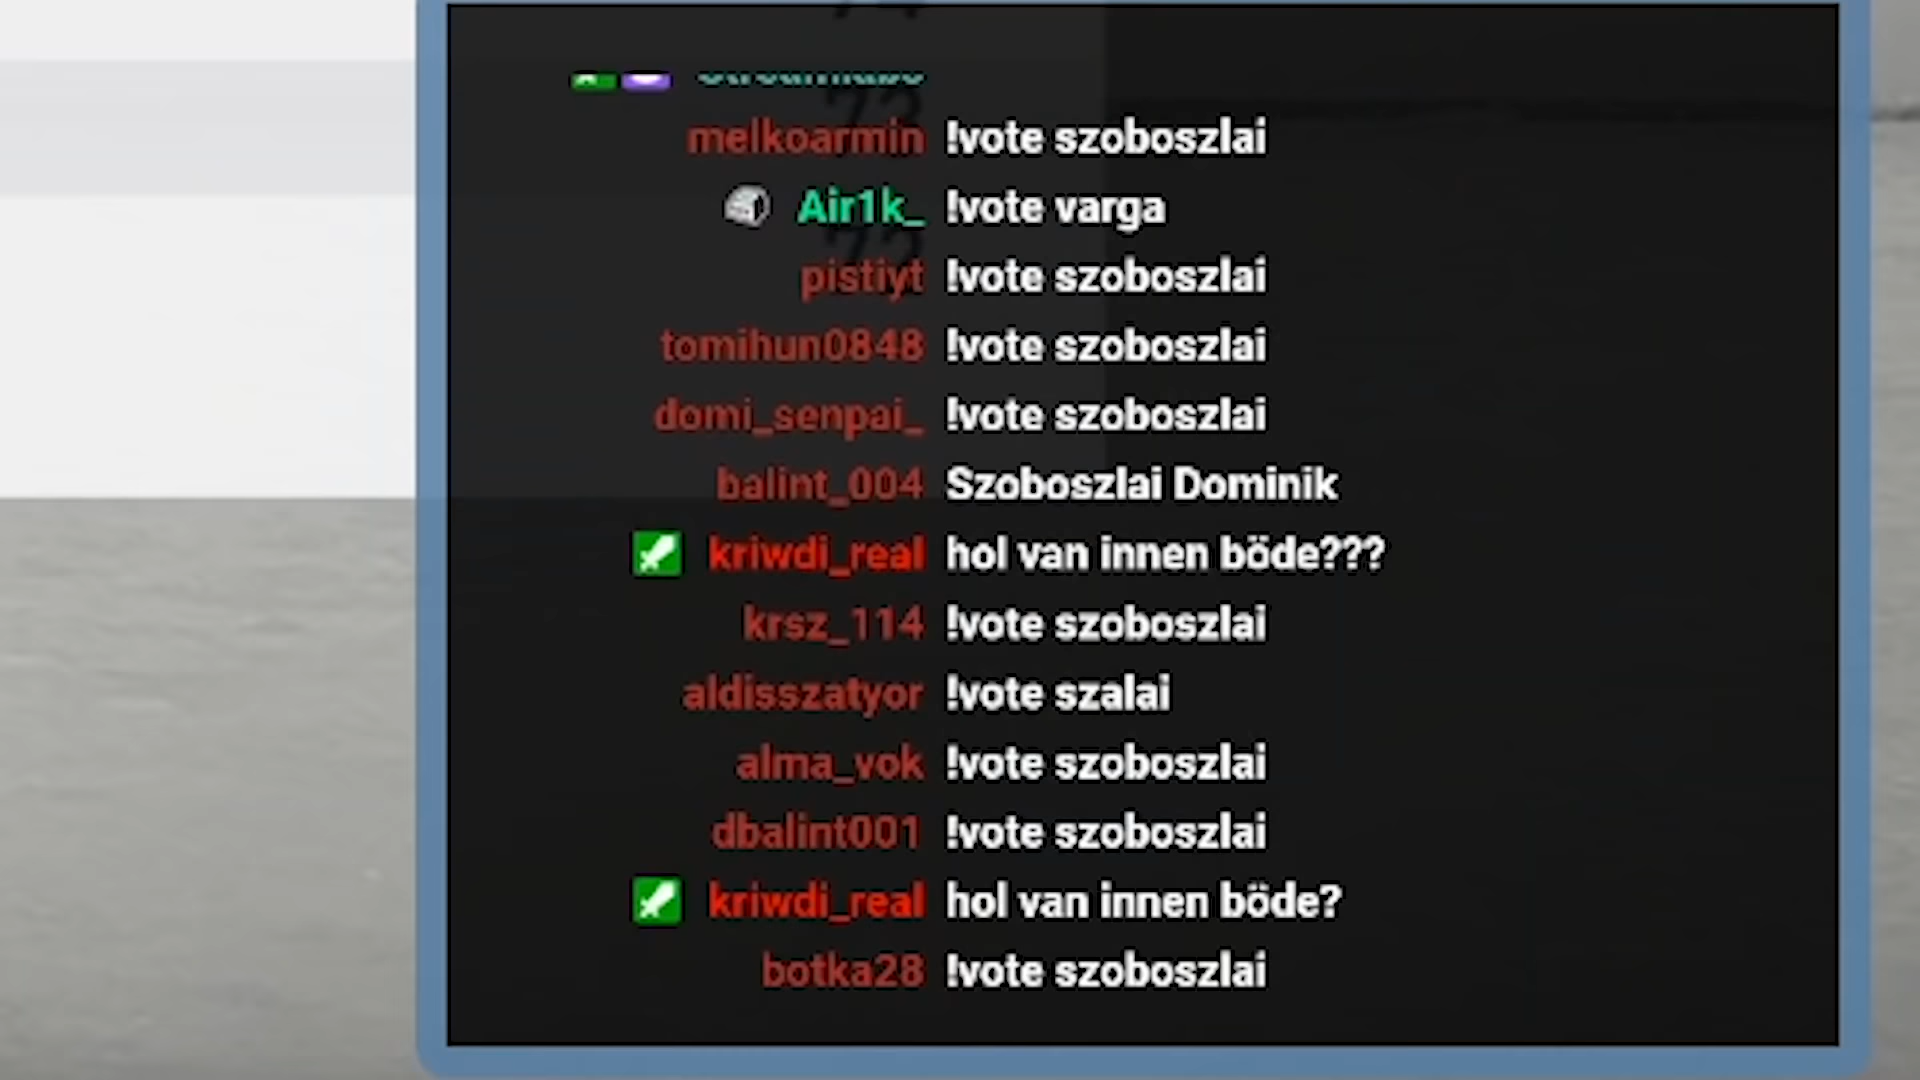 melkoarmin !vote szoboszlai
Air1k_ !vote varga
pistiyt !vote szoboszlai
tomihun0848 !vote szoboszlai
domi_senpai_ !vote szoboszlai
balint_004 Szoboszlai Dominik
kriwdi_real hol van innen böde???
krsz_114 !vote szoboszlai
aldisszatyor !vote szalai
alma_vok !vote szoboszlai
dbalint001 !vote szoboszlai
kriwdi_real hol van innen böde?
botka28 !vote szoboszlai